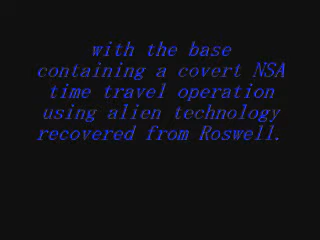 with the base
containing a covert NSA
time travel operation
using alien technology
recovered from Roswell.